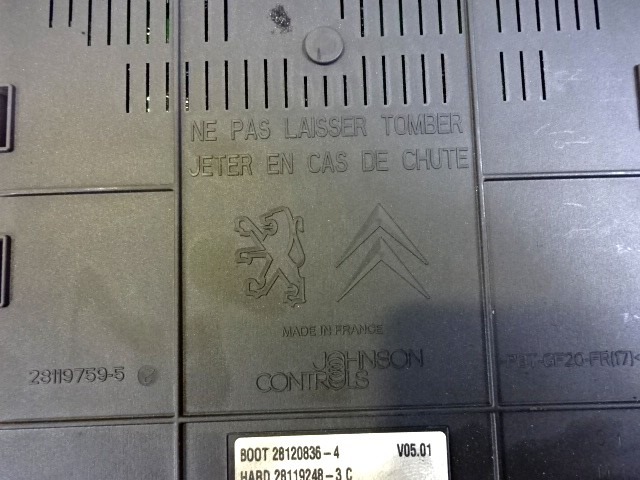 NE PAS LAISSER TOMBER
JETER EN CAS DE CHUTE
MADE IN FRANCE
JOHNSON
CONTROLS
28119759-5
BOOT 28120836-4 V05.01
HARD 28119248-3 C